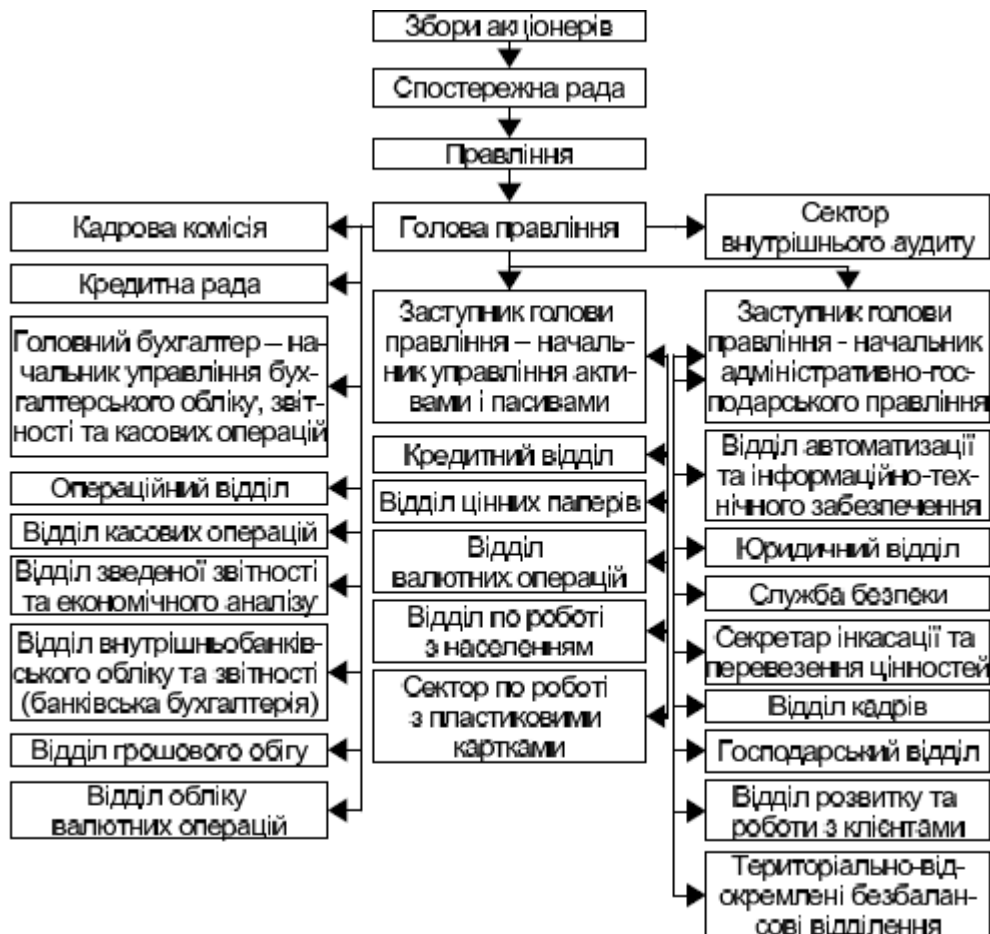 Збори акціонерів
Спостережна рада
Правління
Голова правління
Кадрова комісія
Кредитна рада
Головний бухгалтер – на-
чальник управління бух-
галтерського обліку, звіт-
ності та касових операцій
Операційний відділ
Відділ касових операцій
Відділ зведеної звітності
та економічного аналізу
Відділ внутрішньобанків-
ського обліку та звітності
(банківська бухгалтерія)
Відділ грошового обігу
Відділ обліку
валютних операцій
Заступник голови
правління – началь-
ник управління акти-
вами і пасивами
Кредитний відділ
Відділ цінних паперів
Відділ
валютних операцій
Відділ по роботі
з населенням
Сектор по роботі
з пластиковими
картками
Сектор
внутрішнього аудиту
Заступник голови
правління - начальник
адміністративно-гос-
подарського правління
Відділ автоматизації
та інформаційно-тех-
нічного забезпечення
Юридичний відділ
Служба безпеки
Секретар інкасації та
перевезення цінностей
Відділ кадрів
Господарський відділ
Відділ розвитку та
роботи з клієнтами
Територіально-від-
окремлені безбалан-
сові відділення